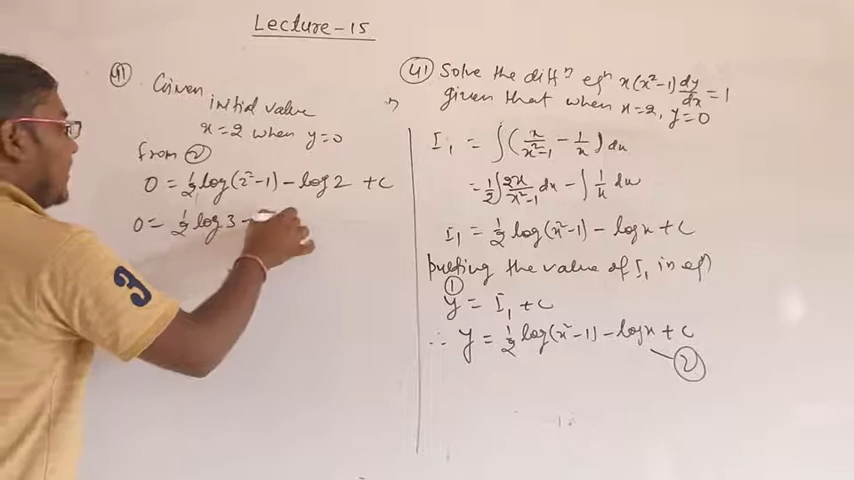 Lecture-15
(41) Given
initial value
x=2 when y=0
from (2)
0 = 1/2 log(2²-1) - log 2 + c
0 = 1/2 log 3 -
(41) Solve the diffⁿ eqⁿ x(x²-1) dy/dx = 1
given that when x=2, y=0
I₁ = ∫(x/x²-1 - 1/x) dx
= 1/2 ∫ 2x/x²-1 dx - ∫ 1/x dx
I₁ = 1/2 log(x²-1) - log x + c
putting the value of I₁ in eqⁿ
(1)
y = I₁ + c
∴ y = 1/2 log(x²-1) - log x + c
(2)
3